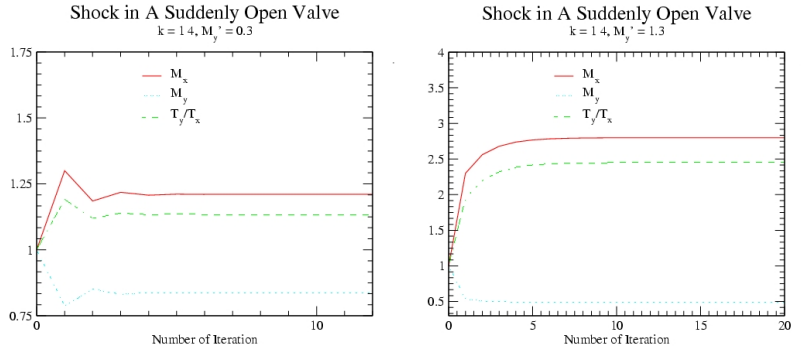 Shock in A Suddenly Open Valve
k = 1 4, My' = 0.3
1.75
1.5
1.25
1
0.75
0
10
Mx
My
Ty/Tx
Number of Iteration
Shock in A Suddenly Open Valve
k = 1 4, My' = 1.3
4
3.5
3
2.5
2
1.5
1
0.5
0
5
10
15
20
Mx
My
Ty/Tx
Number of Iteration